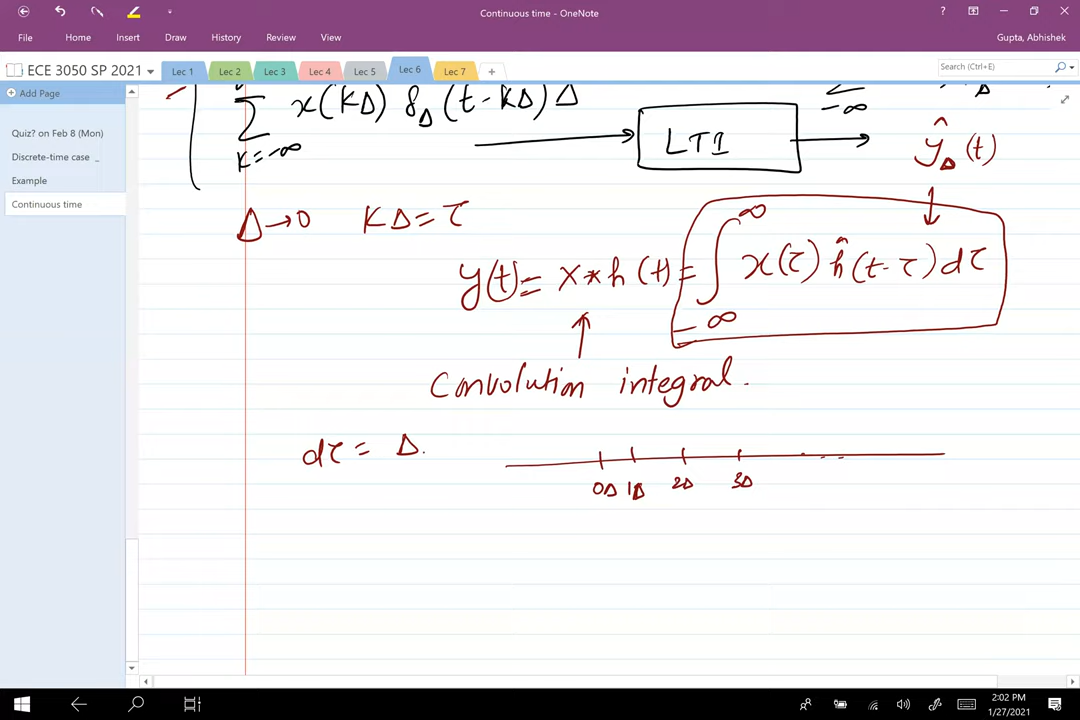 Continuous time - OneNote
Gupta, Abhishek
File Home Insert Draw History Review View
ECE 3050 SP 2021 Lec 1 Lec 2 Lec 3 Lec 4 Lec 5 Lec 6 Lec 7
Search (Ctrl+E)
Add Page
Quiz? on Feb 8 (Mon)
Discrete-time case
Example
Continuous time
∑ x(kΔ) δ_Δ (t-kΔ) Δ
k=-∞
LTI
-∞
ŷ_Δ (t)
Δ→0 kΔ=τ
y(t)= x*h(t) = ∫_{-∞}^{∞} x(τ) ĥ(t-τ) dτ
Convolution integral.
dτ = Δ.
0Δ 1Δ 2Δ 3Δ
2:02 PM
1/27/2021